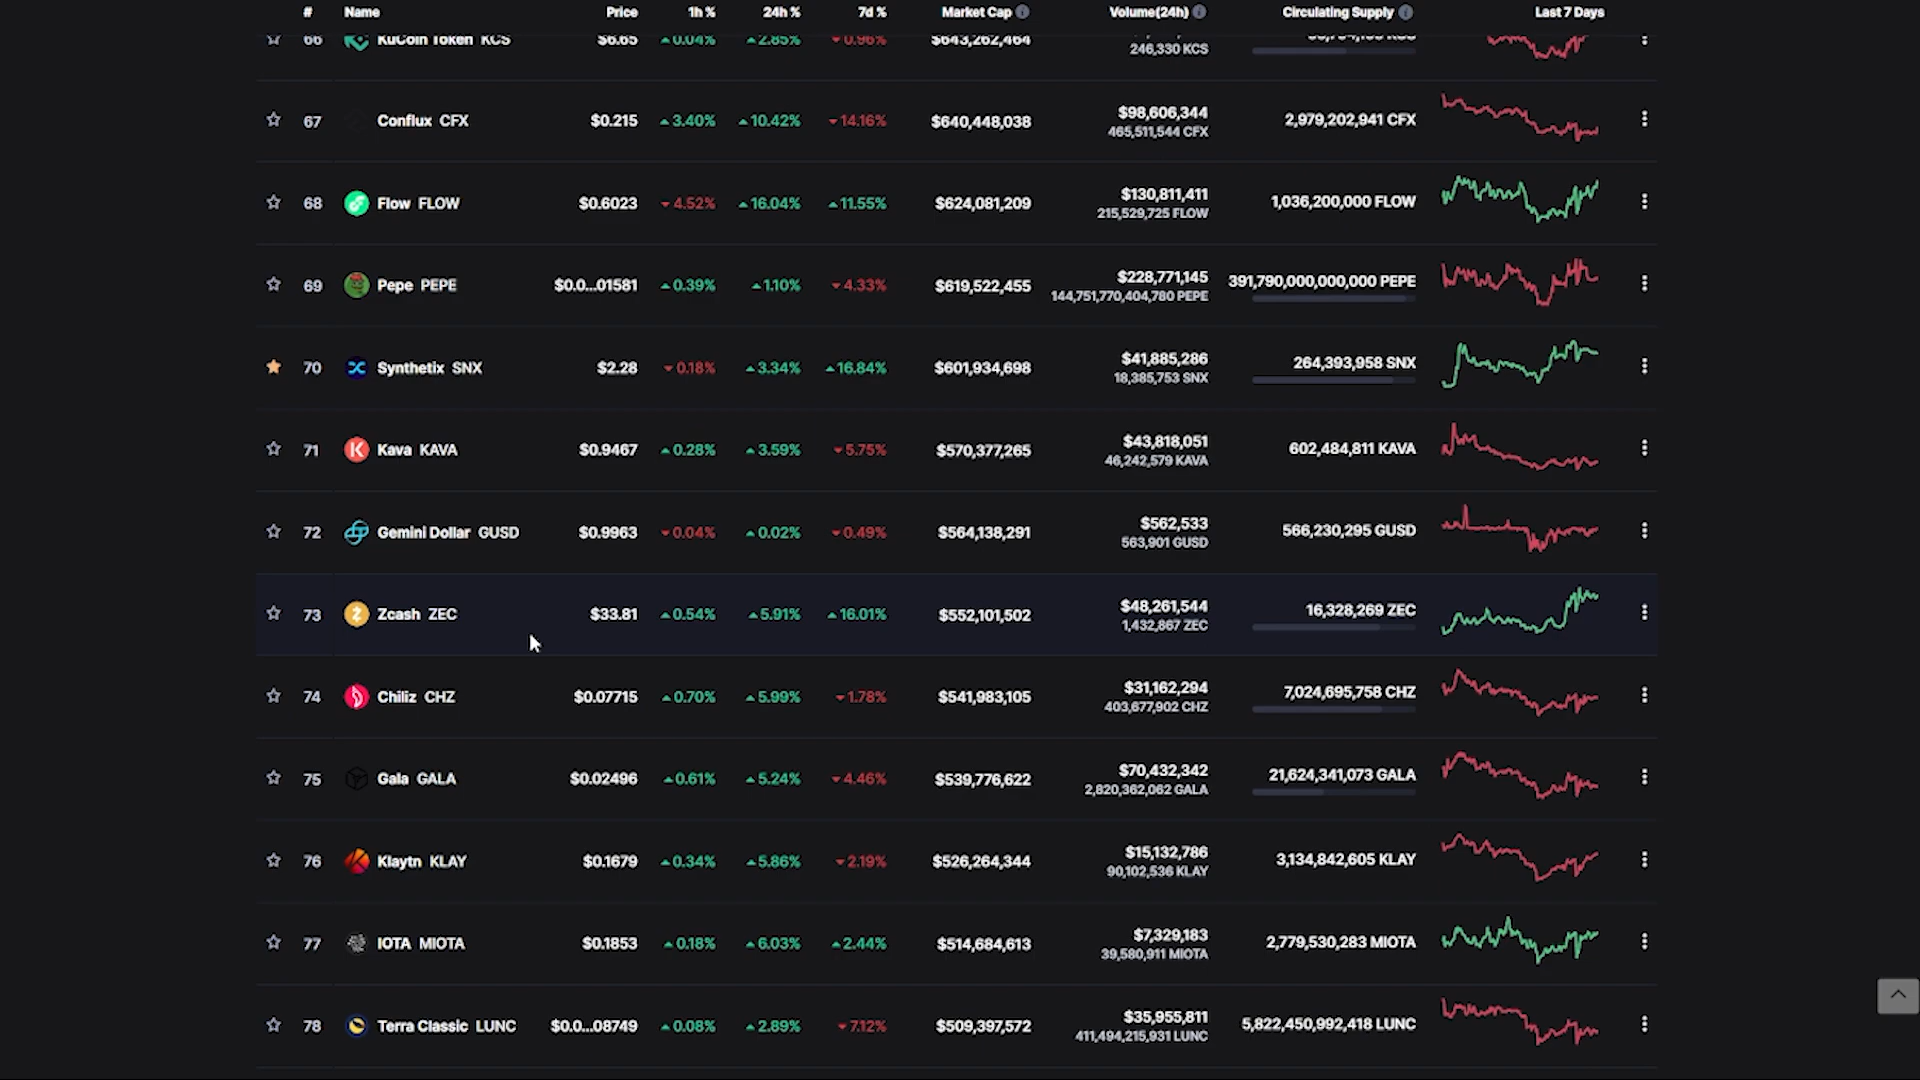 # Name Price 1h % 24h % 7d % Market Cap Volume(24h) Circulating Supply Last 7 Days
66 KuCoin Token KCS $6.65 0.04% 2.85% 0.96% $643,262,464
246,330 KCS
67 Conflux CFX $0.215 3.40% 10.42% 14.16% $640,448,038 $98,606,344 2,979,202,941 CFX
465,511,544 CFX
68 Flow FLOW $0.6023 4.52% 16.04% 11.55% $624,081,209 $130,811,411 1,036,200,000 FLOW
215,529,725 FLOW
69 Pepe PEPE $0.0...01581 0.39% 1.10% 4.33% $619,522,455 $228,771,145 391,790,000,000,000 PEPE
144,751,770,404,780 PEPE
70 Synthetix SNX $2.28 0.18% 3.34% 16.84% $601,934,698 $41,885,286 264,393,958 SNX
18,385,753 SNX
71 Kava KAVA $0.9467 0.28% 3.59% 5.75% $570,377,265 $43,818,051 602,484,811 KAVA
46,242,579 KAVA
72 Gemini Dollar GUSD $0.9963 0.04% 0.02% 0.49% $564,138,291 $562,533 566,230,295 GUSD
563,901 GUSD
73 Zcash ZEC $33.81 0.54% 5.91% 16.01% $552,101,502 $48,261,544 16,328,269 ZEC
1,432,867 ZEC
74 Chiliz CHZ $0.07715 0.70% 5.99% 1.78% $541,983,105 $31,162,294 7,024,695,758 CHZ
403,677,902 CHZ
75 Gala GALA $0.02496 0.61% 5.24% 4.46% $539,776,622 $70,432,342 21,624,341,073 GALA
2,820,362,062 GALA
76 Klaytn KLAY $0.1679 0.34% 5.86% 2.19% $526,264,344 $15,132,786 3,134,842,605 KLAY
90,102,536 KLAY
77 IOTA MIOTA $0.1853 0.18% 6.03% 2.44% $514,684,613 $7,329,183 2,779,530,283 MIOTA
39,580,911 MIOTA
78 Terra Classic LUNC $0.0...08749 0.08% 2.89% 7.12% $509,397,572 $35,955,811 5,822,450,992,418 LUNC
411,494,215,931 LUNC